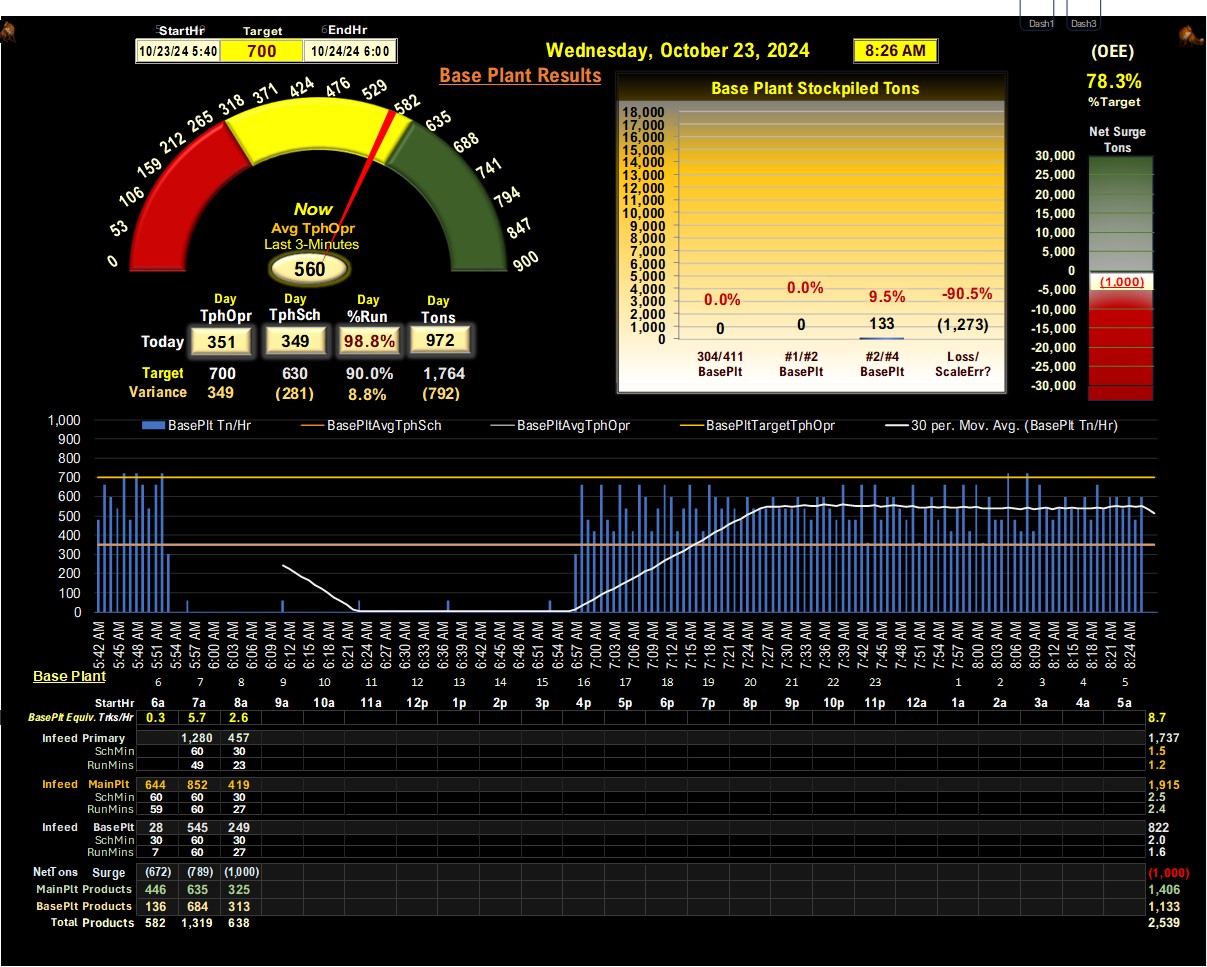 Dash1 Dash3
StartHr Target EndHr
10/23/24 5:40 700 10/24/24 6:00
Wednesday, October 23, 2024 8:26 AM
Base Plant Results
(OEE)
78.3%
%Target
Net Surge
Tons
30,000
25,000
20,000
15,000
10,000
5,000
0
(1,000)
-5,000
-10,000
-15,000
-20,000
-25,000
-30,000
0 53 106 159 212 265 318 371 424 476 529 582 635 688 741 794 847 900
Now
Avg TphOpr
Last 3-Minutes
560
Day Day Day Day
TphOpr TphSch %Run Tons
Today 351 349 98.8% 972
Target 700 630 90.0% 1,764
Variance 349 (281) 8.8% (792)
Base Plant Stockpiled Tons
18,000
17,000
16,000
15,000
14,000
13,000
12,000
11,000
10,000
9,000
8,000
7,000
6,000
5,000
4,000
3,000
2,000
1,000
0
0.0% 0.0% 9.5% -90.5%
0 0 133 (1,273)
304/411 #1/#2 #2/#4 Loss/
BasePlt BasePlt BasePlt ScaleErr?
BasePlt Tn/Hr BasePltAvgTphSch BasePltAvgTphOpr BasePltTargetTphOpr 30 per. Mov. Avg. (BasePlt Tn/Hr)
1,000
900
800
700
600
500
400
300
200
100
0
5:42 AM 5:45 AM 5:48 AM 5:51 AM 5:54 AM 5:57 AM 6:00 AM 6:03 AM 6:06 AM 6:09 AM 6:12 AM 6:15 AM 6:18 AM 6:21 AM 6:24 AM 6:27 AM 6:30 AM 6:33 AM 6:36 AM 6:39 AM 6:42 AM 6:45 AM 6:48 AM 6:51 AM 6:54 AM 6:57 AM 7:00 AM 7:03 AM 7:06 AM 7:09 AM 7:12 AM 7:15 AM 7:18 AM 7:21 AM 7:24 AM 7:27 AM 7:30 AM 7:33 AM 7:36 AM 7:39 AM 7:42 AM 7:45 AM 7:48 AM 7:51 AM 7:54 AM 7:57 AM 8:00 AM 8:03 AM 8:06 AM 8:09 AM 8:12 AM 8:15 AM 8:18 AM 8:21 AM 8:24 AM
Base Plant
6 7 8 9 10 11 12 13 14 15 16 17 18 19 20 21 22 23 1 2 3 4 5
StartHr 6a 7a 8a 9a 10a 11a 12p 1p 2p 3p 4p 5p 6p 7p 8p 9p 10p 11p 12a 1a 2a 3a 4a 5a
BasePlt Equiv. Trks/Hr 0.3 5.7 2.6 8.7
Infeed Primary 1,280 457 1,737
SchMin 60 30 1.5
RunMins 49 23 1.2
Infeed MainPlt 644 852 419 1,915
SchMin 60 60 30 2.5
RunMins 59 60 27 2.4
Infeed BasePlt 28 545 249 822
SchMin 30 60 30 2.0
RunMins 7 60 27 1.6
NetTons Surge (672) (789) (1,000) (1,000)
MainPlt Products 446 635 325 1,406
BasePlt Products 136 684 313 1,133
Total Products 582 1,319 638 2,539